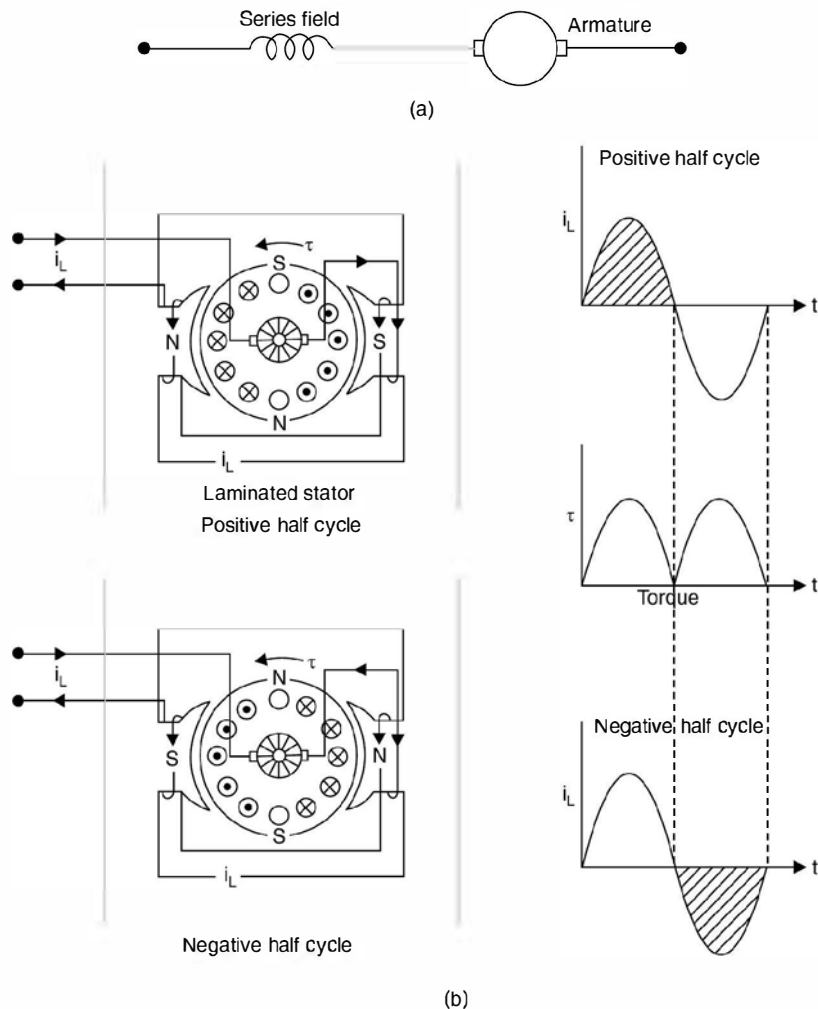 Series field
Armature
(a)
Positive half cycle
i_L
t
i_L
τ
S
N
S
N
i_L
Laminated stator
Positive half cycle
τ
t
Torque
i_L
τ
N
S
N
S
i_L
Negative half cycle
Negative half cycle
i_L
t
(b)